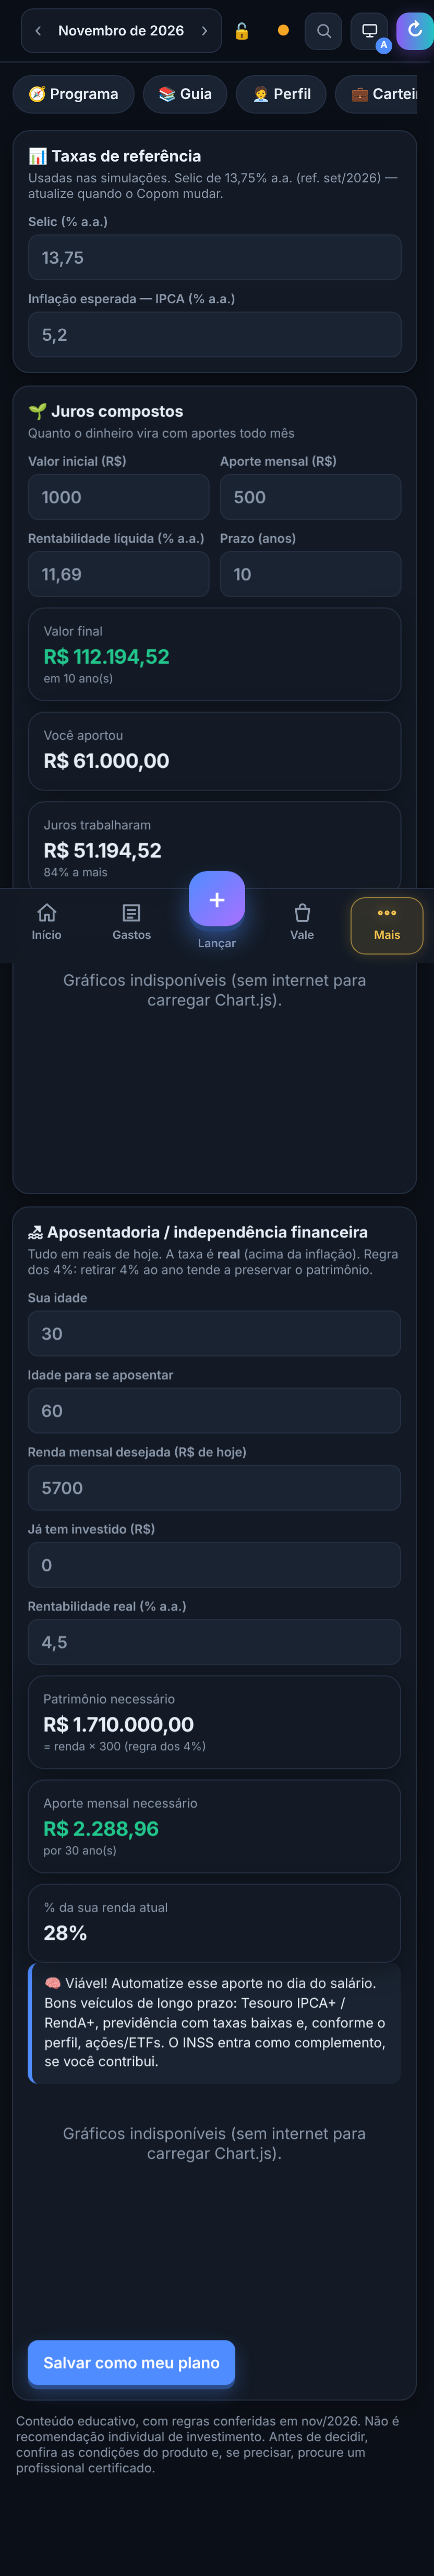 Novembro de 2026
A
🧭 Programa
📚 Guia
🧑‍💼 Perfil
💼 Carteir
📊 Taxas de referência
Usadas nas simulações. Selic de 13,75% a.a. (ref. set/2026) —
atualize quando o Copom mudar.
Selic (% a.a.)
13,75
Inflação esperada — IPCA (% a.a.)
5,2
🌱 Juros compostos
Quanto o dinheiro vira com aportes todo mês
Valor inicial (R$)
Aporte mensal (R$)
1000
500
Rentabilidade líquida (% a.a.)
Prazo (anos)
11,69
10
Valor final
R$ 112.194,52
em 10 ano(s)
Você aportou
R$ 61.000,00
Juros trabalharam
R$ 51.194,52
84% a mais
Início
Gastos
Lançar
Vale
Mais
Gráficos indisponíveis (sem internet para
carregar Chart.js).
🏖 Aposentadoria / independência financeira
Tudo em reais de hoje. A taxa é real (acima da inflação). Regra
dos 4%: retirar 4% ao ano tende a preservar o patrimônio.
Sua idade
30
Idade para se aposentar
60
Renda mensal desejada (R$ de hoje)
5700
Já tem investido (R$)
0
Rentabilidade real (% a.a.)
4,5
Patrimônio necessário
R$ 1.710.000,00
= renda × 300 (regra dos 4%)
Aporte mensal necessário
R$ 2.288,96
por 30 ano(s)
% da sua renda atual
28%
🧠 Viável! Automatize esse aporte no dia do salário.
Bons veículos de longo prazo: Tesouro IPCA+ /
RendA+, previdência com taxas baixas e, conforme o
perfil, ações/ETFs. O INSS entra como complemento,
se você contribui.
Gráficos indisponíveis (sem internet para
carregar Chart.js).
Salvar como meu plano
Conteúdo educativo, com regras conferidas em nov/2026. Não é
recomendação individual de investimento. Antes de decidir,
confira as condições do produto e, se precisar, procure um
profissional certificado.